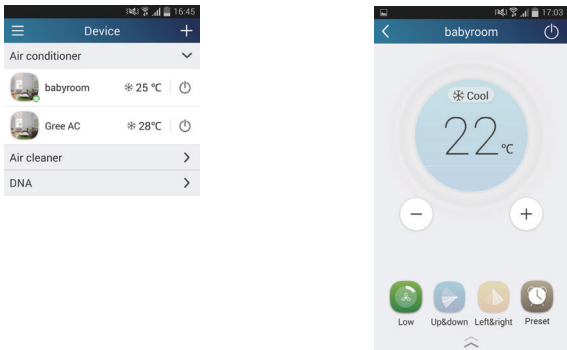 16:45
Device
Air conditioner
babyroom 25 ℃
Gree AC 28℃
Air cleaner
DNA
17:03
babyroom
Cool
22℃
Low Up&down Left&right Preset